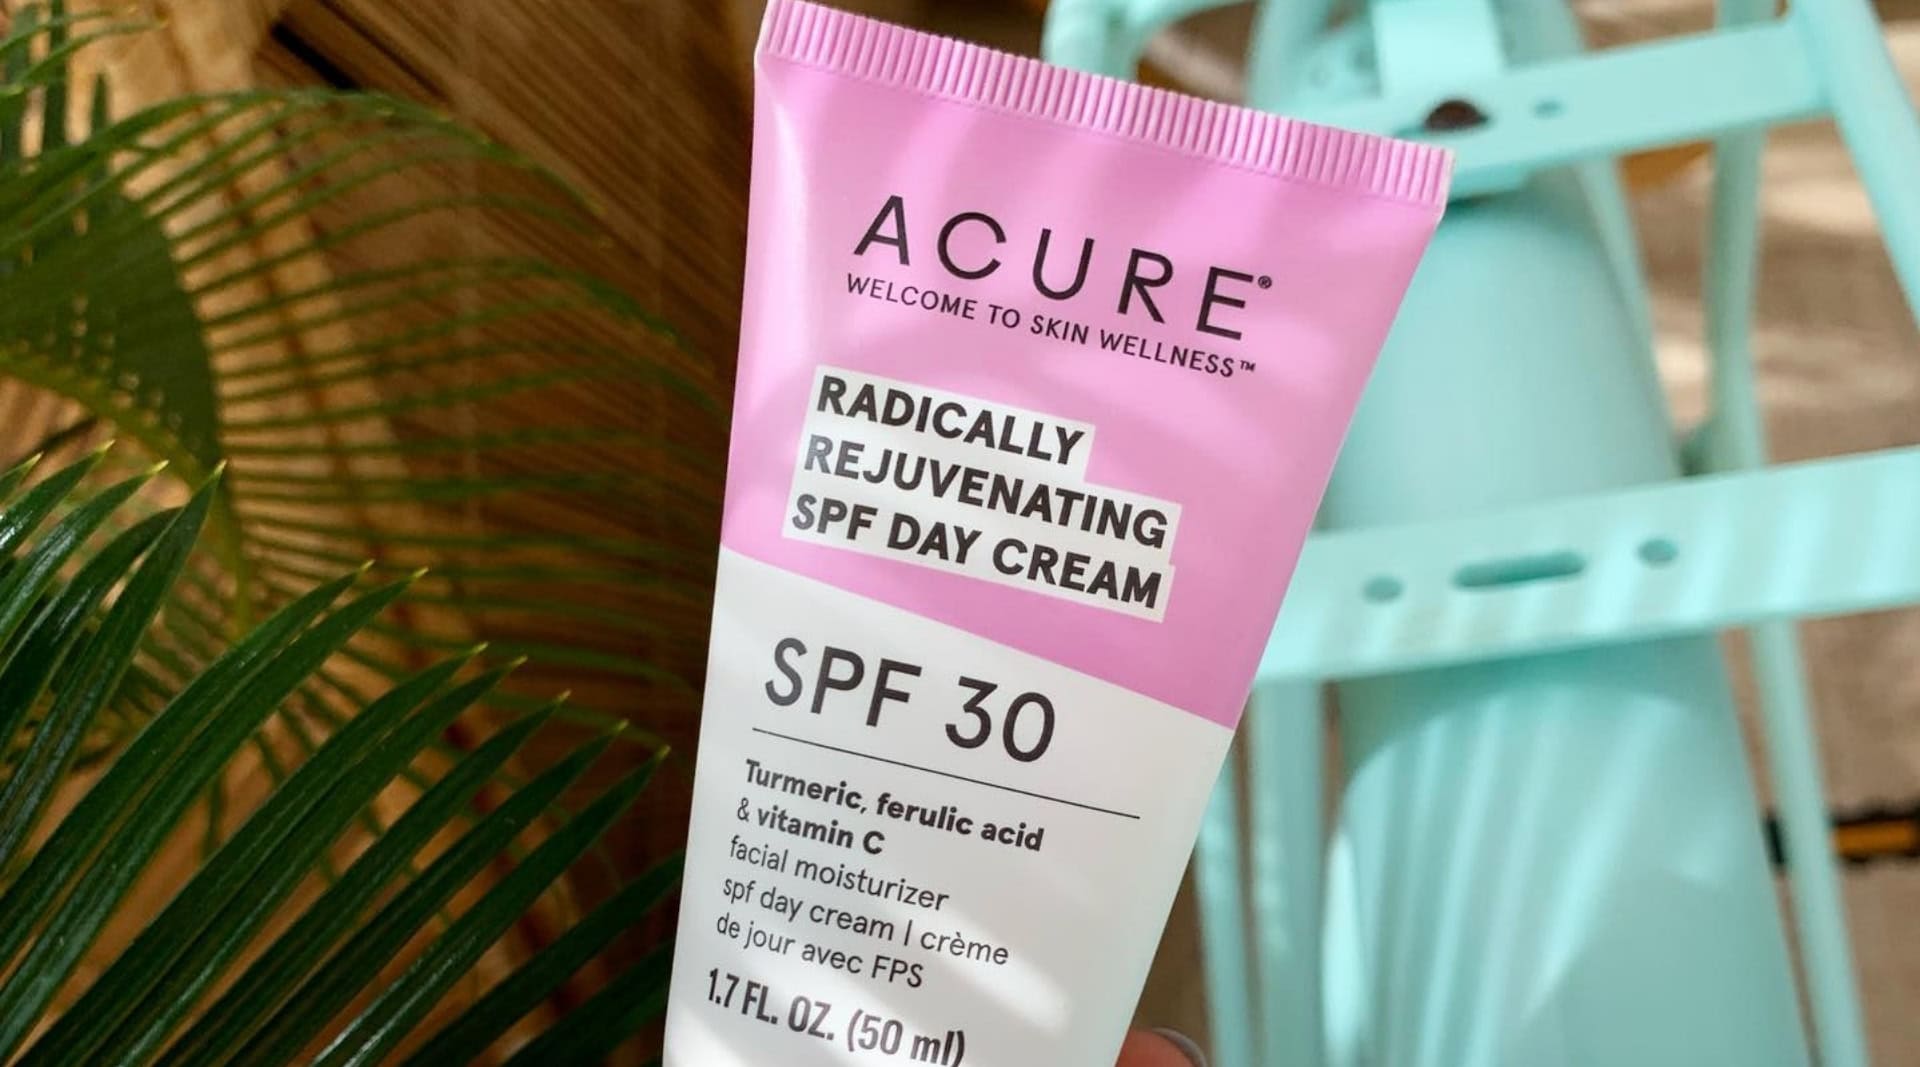 ACURE®
WELCOME TO SKIN WELLNESS™
RADICALLY
REJUVENATING
SPF DAY CREAM
SPF 30
Turmeric, ferulic acid
& vitamin C
facial moisturizer
spf day cream | crème
de jour avec FPS
1.7 FL. OZ. (50 ml)